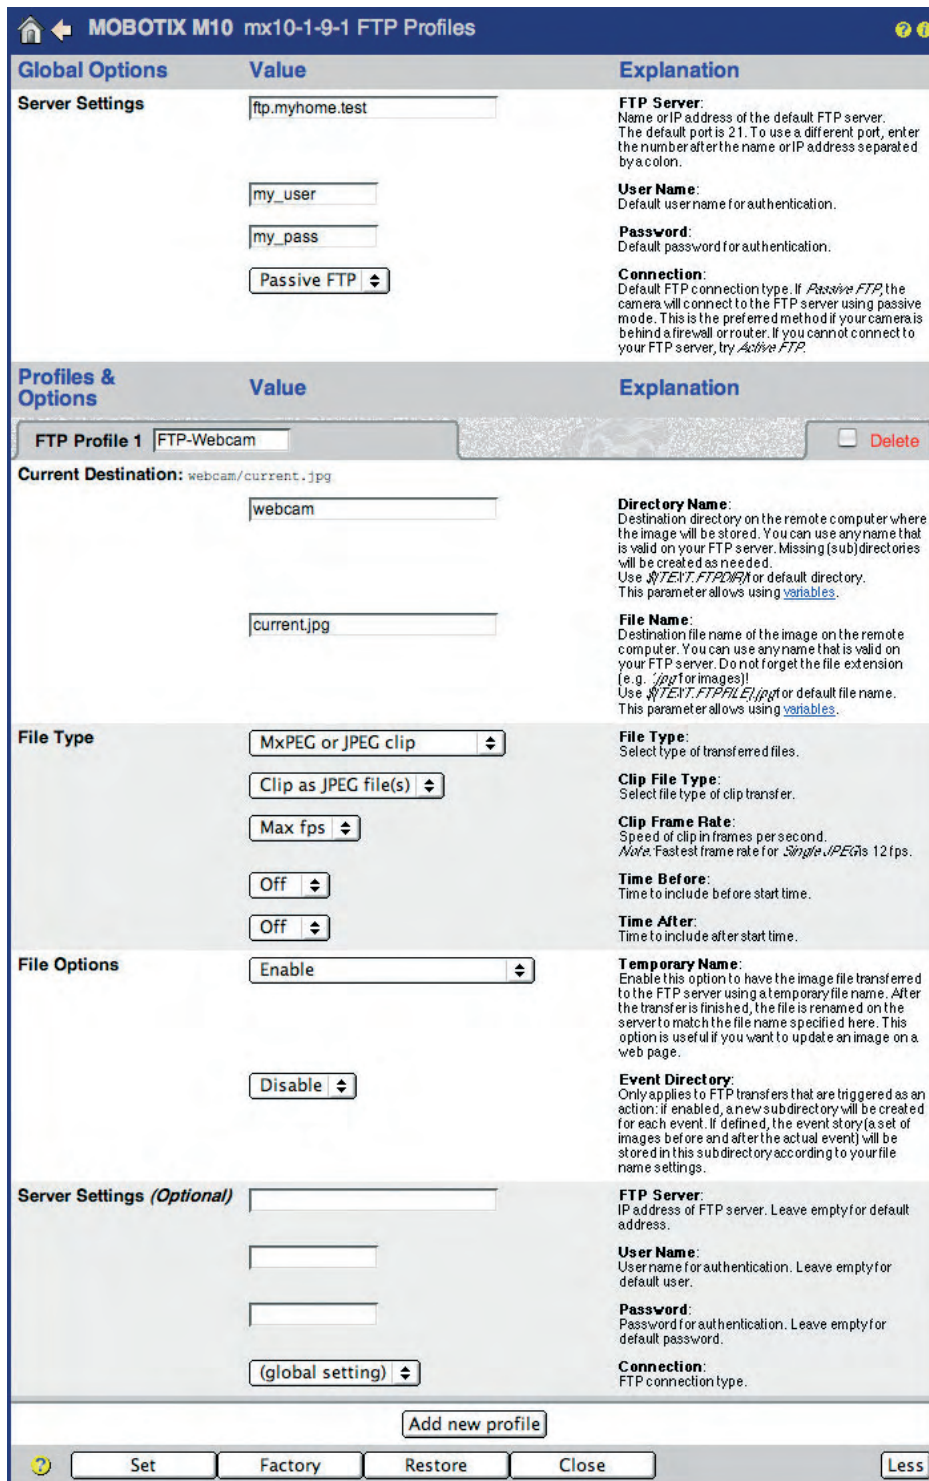 MOBOTIX M10 mx10-1-9-1 FTP Profiles
Global Options Value Explanation
Server Settings
ftp.myhome.test
FTP Server:
Name or IP address of the default FTP server.
The default port is 21. To use a different port, enter
the number after the name or IP address separated
by a colon.
my_user
User Name:
Default user name for authentication.
my_pass
Password:
Default password for authentication.
Passive FTP
Connection:
Default FTP connection type. If Passive FTP, the
camera will connect to the FTP server using passive
mode. This is the preferred method if your camera is
behind a firewall or router. If you cannot connect to
your FTP server, try Active FTP.
Profiles &
Options
Value Explanation
FTP Profile 1 FTP-Webcam Delete
Current Destination: webcam/current.jpg
webcam
Directory Name:
Destination directory on the remote computer where
the image will be stored. You can use any name that
is valid on your FTP server. Missing (sub)directories
will be created as needed.
Use $(TEXT.FTPDIR) for default directory.
This parameter allows using variables.
current.jpg
File Name:
Destination file name of the image on the remote
computer. You can use any name that is valid on
your FTP server. Do not forget the file extension
(e.g. '.jpg' for images)!
Use $(TEXT.FTPFILE).jpg for default file name.
This parameter allows using variables.
File Type
MxPEG or JPEG clip
File Type:
Select type of transferred files.
Clip as JPEG file(s)
Clip File Type:
Select file type of clip transfer.
Max fps
Clip Frame Rate:
Speed of clip in frames per second.
Note: Fastest frame rate for Single JPEG is 12 fps.
Off
Time Before:
Time to include before start time.
Off
Time After:
Time to include after start time.
File Options
Enable
Temporary Name:
Enable this option to have the image file transferred
to the FTP server using a temporary file name. After
the transfer is finished, the file is renamed on the
server to match the file name specified here. This
option is useful if you want to update an image on a
web page.
Disable
Event Directory:
Only applies to FTP transfers that are triggered as an
action: if enabled, a new subdirectory will be created
for each event. If defined, the event story (a set of
images before and after the actual event) will be
stored in this subdirectory according to your file
name settings.
Server Settings (Optional)
FTP Server:
IP address of FTP server. Leave empty for default
address.
User Name:
User name for authentication. Leave empty for
default user.
Password:
Password for authentication. Leave empty for
default password.
(global setting)
Connection:
FTP connection type.
Add new profile
? Set Factory Restore Close Less